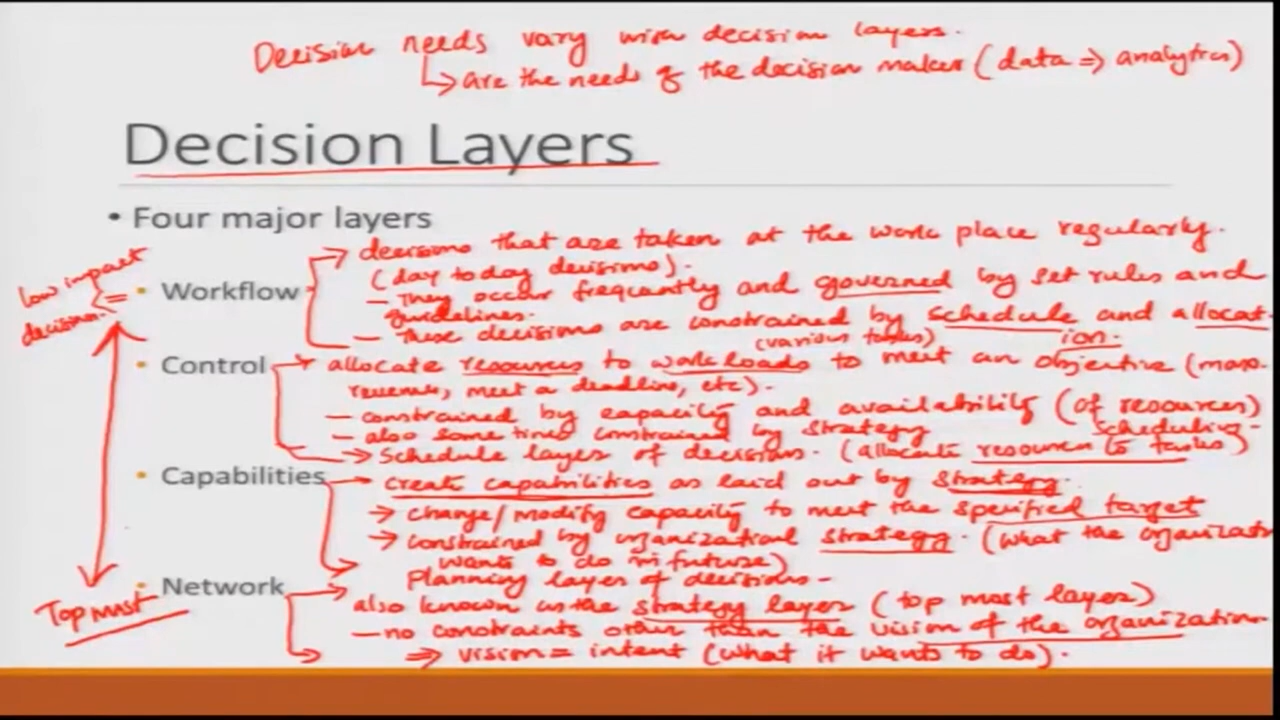 Decision needs vary with decision layers.
↳ are the needs of the decision maker (data => analytics)
Decision Layers
• Four major layers
low impact decision.
• Workflow
→ decisions that are taken at the work place regularly.
(day to day decisions).
– They occur frequantly and governed by set rules and
guidelines.
– These decisions are constrained by schedule and allocat-
ion.
(various tasks)
• Control
→ allocate resources to work loads to meet an objective (max.
revenue, meet a deadline, etc).
– constrained by capacity and availability (of resources)
– also some times constrained by strategy
scheduling.
→ Schedule layer of decisions. (allocate resources to tasks)
• Capabilities
→ create capabilities as laid out by strategy.
→ change/modify capacity to meet the specified target
→ constrained by organizational strategy. (what the organization
wants to do in future)
Planning layer of decisions.
• Network
Top most
also known as the strategy layer (top most layer)
– no constraints other than the vision of the organization.
⇒ vision = intent (what it wants to do).